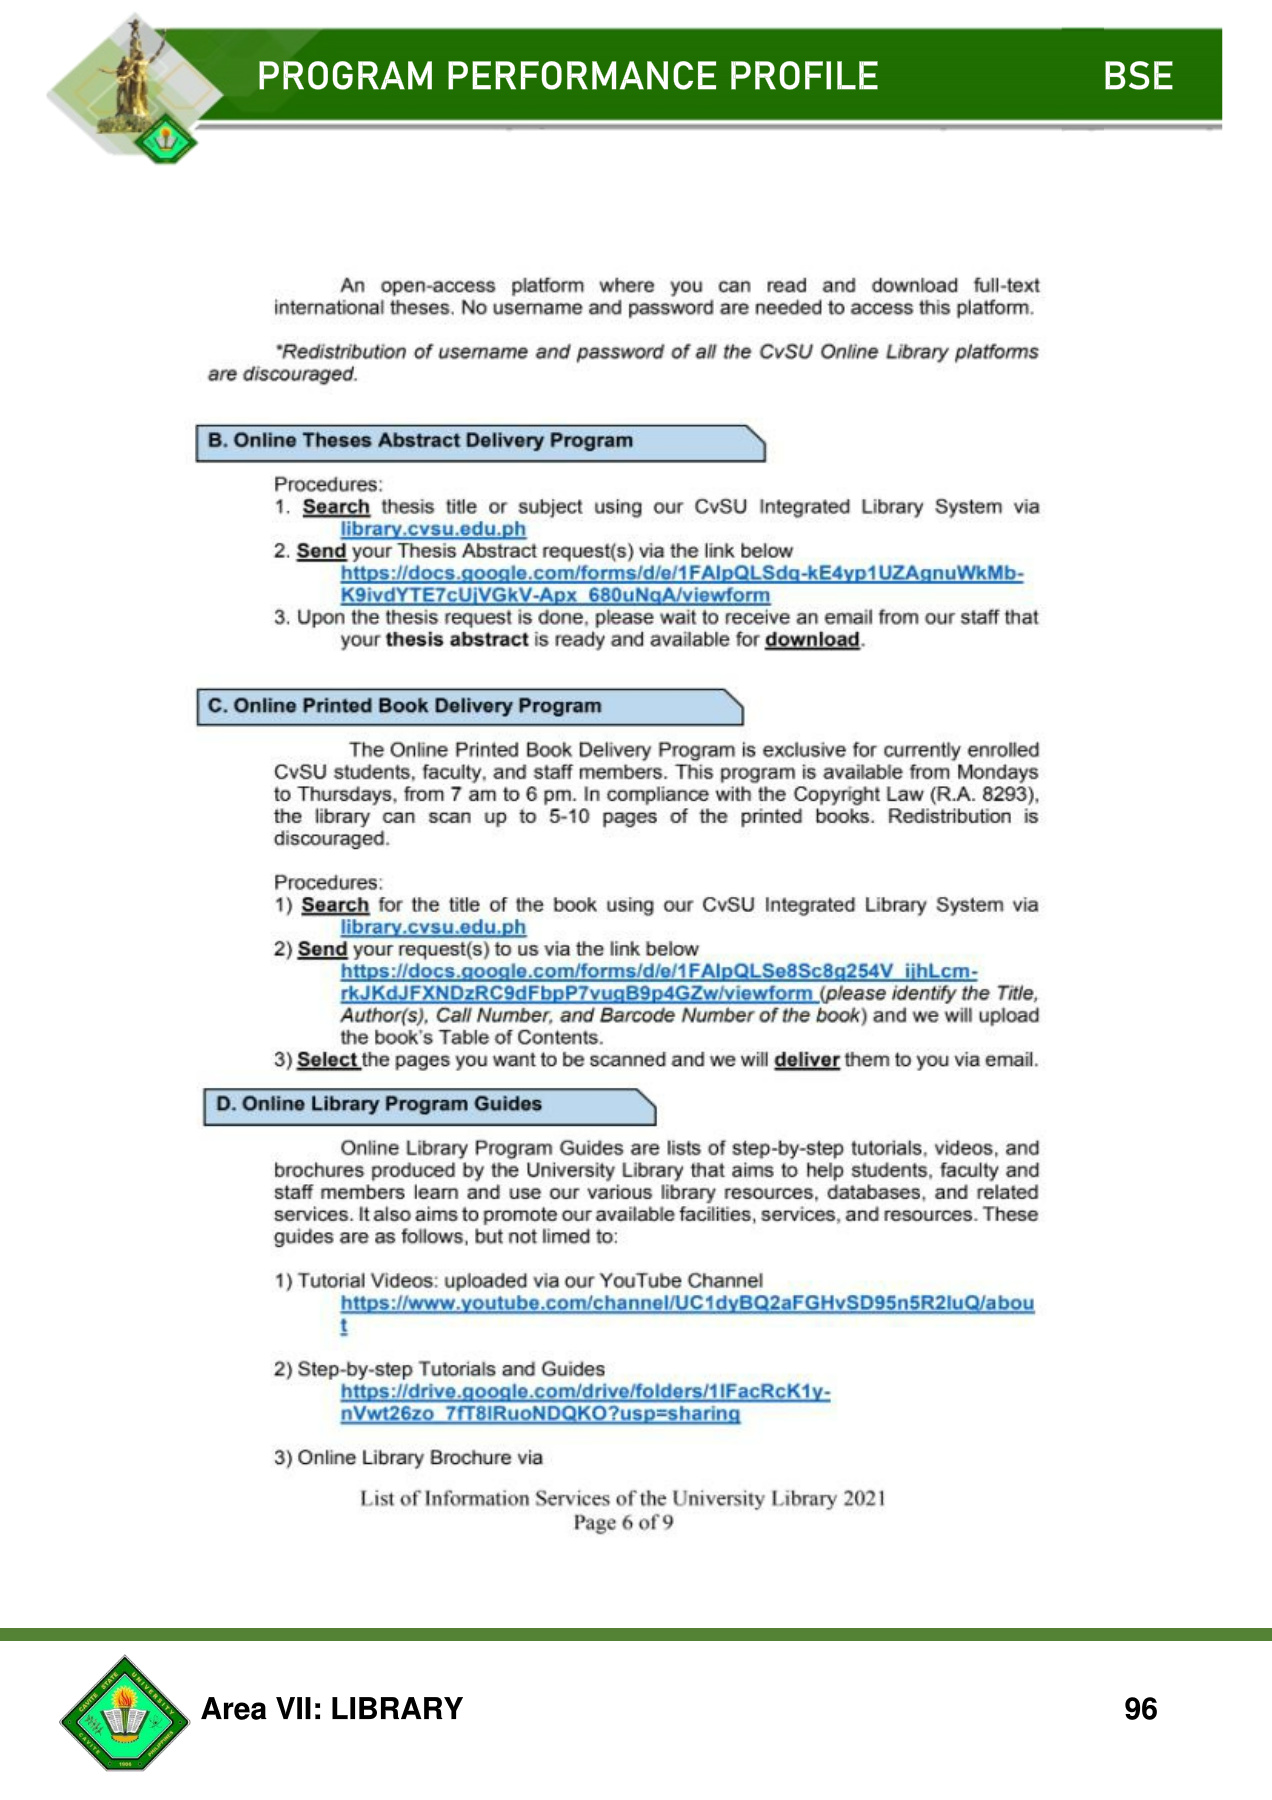 PROGRAM PERFORMANCE PROFILE BSE
An open-access platform where you can read and download full-text
international theses. No username and password are needed to access this platform.
*Redistribution of username and password of all the CvSU Online Library platforms
are discouraged.
B. Online Theses Abstract Delivery Program
Procedures:
1. Search thesis title or subject using our CvSU Integrated Library System via
library.cvsu.edu.ph
2. Send your Thesis Abstract request(s) via the link below
https://docs.google.com/forms/d/e/1FAIpQLSdq-kE4yp1UZAgnuWkMb-
K9ivdYTE7cUjVGkV-Apx_680uNqA/viewform
3. Upon the thesis request is done, please wait to receive an email from our staff that
your thesis abstract is ready and available for download.
C. Online Printed Book Delivery Program
The Online Printed Book Delivery Program is exclusive for currently enrolled
CvSU students, faculty, and staff members. This program is available from Mondays
to Thursdays, from 7 am to 6 pm. In compliance with the Copyright Law (R.A. 8293),
the library can scan up to 5-10 pages of the printed books. Redistribution is
discouraged.
Procedures:
1) Search for the title of the book using our CvSU Integrated Library System via
library.cvsu.edu.ph
2) Send your request(s) to us via the link below
https://docs.google.com/forms/d/e/1FAIpQLSe8Sc8g254V_ijhLcm-
rkJKdJFXNDzRC9dFbpP7vugB9p4GZw/viewform (please identify the Title,
Author(s), Call Number, and Barcode Number of the book) and we will upload
the book's Table of Contents.
3) Select the pages you want to be scanned and we will deliver them to you via email.
D. Online Library Program Guides
Online Library Program Guides are lists of step-by-step tutorials, videos, and
brochures produced by the University Library that aims to help students, faculty and
staff members learn and use our various library resources, databases, and related
services. It also aims to promote our available facilities, services, and resources. These
guides are as follows, but not limed to:
1) Tutorial Videos: uploaded via our YouTube Channel
https://www.youtube.com/channel/UC1dyBQ2aFGHvSD95n5R2luQ/abou
t
2) Step-by-step Tutorials and Guides
https://drive.google.com/drive/folders/1lFacRcK1y-
nVwt26zo_7fT8lRuoNDQKO?usp=sharing
3) Online Library Brochure via
List of Information Services of the University Library 2021
Page 6 of 9
CAVITE STATE UNIVERSITY
CAVITE PHILIPPINES
1906
Area VII: LIBRARY 96